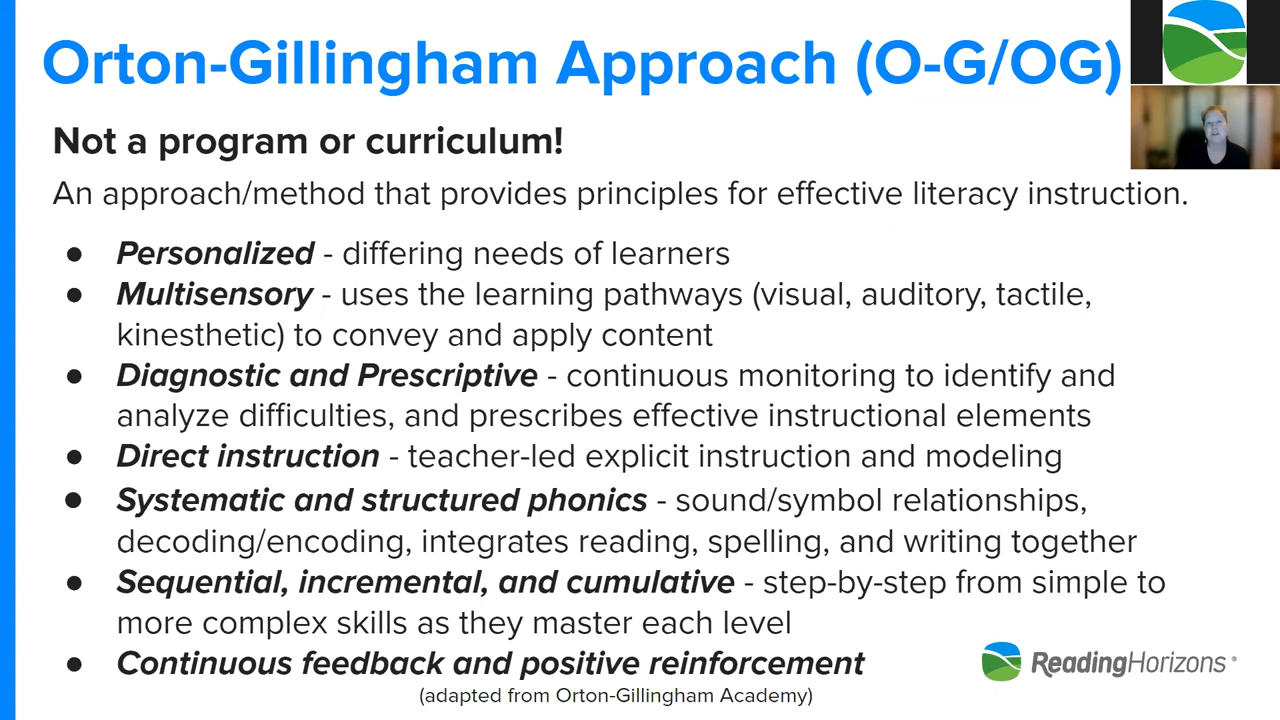 Orton-Gillingham Approach (O-G/OG)
Not a program or curriculum!
An approach/method that provides principles for effective literacy instruction.
● Personalized - differing needs of learners
● Multisensory - uses the learning pathways (visual, auditory, tactile,
kinesthetic) to convey and apply content
● Diagnostic and Prescriptive - continuous monitoring to identify and
analyze difficulties, and prescribes effective instructional elements
● Direct instruction - teacher-led explicit instruction and modeling
● Systematic and structured phonics - sound/symbol relationships,
decoding/encoding, integrates reading, spelling, and writing together
● Sequential, incremental, and cumulative - step-by-step from simple to
more complex skills as they master each level
● Continuous feedback and positive reinforcement
(adapted from Orton-Gillingham Academy)
ReadingHorizons